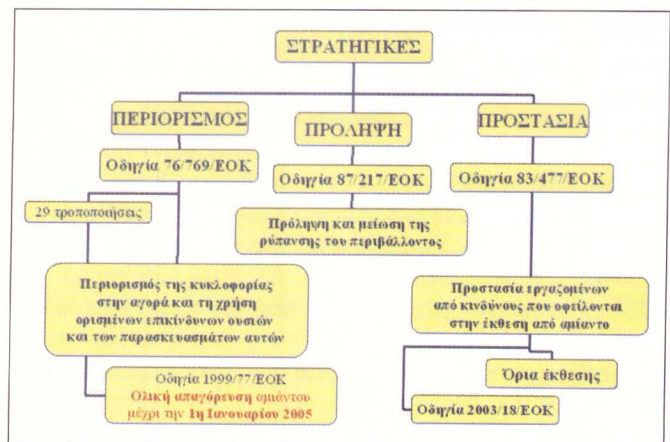 ΣΤΡΑΤΗΓΙΚΕΣ
ΠΕΡΙΟΡΙΣΜΟΣ
ΠΡΟΛΗΨΗ
ΠΡΟΣΤΑΣΙΑ
Οδηγία 76/769/ΕΟΚ
Οδηγία 87/217/ΕΟΚ
Οδηγία 83/477/ΕΟΚ
29 τροποποιήσεις
Πρόληψη και μείωση της
ρύπανσης του περιβάλλοντος
Περιορισμός της κυκλοφορίας
στην αγορά και τη χρήση
ορισμένων επικίνδυνων ουσιών
και των παρασκευασμάτων αυτών
Προστασία εργαζομένων
από κινδύνους που οφείλονται
στην έκθεση από αμίαντο
Οδηγία 1999/77/ΕΟΚ
Ολική απαγόρευση αμιάντου
μέχρι την 1η Ιανουαρίου 2005
Όρια έκθεσης
Οδηγία 2003/18/ΕΟΚ